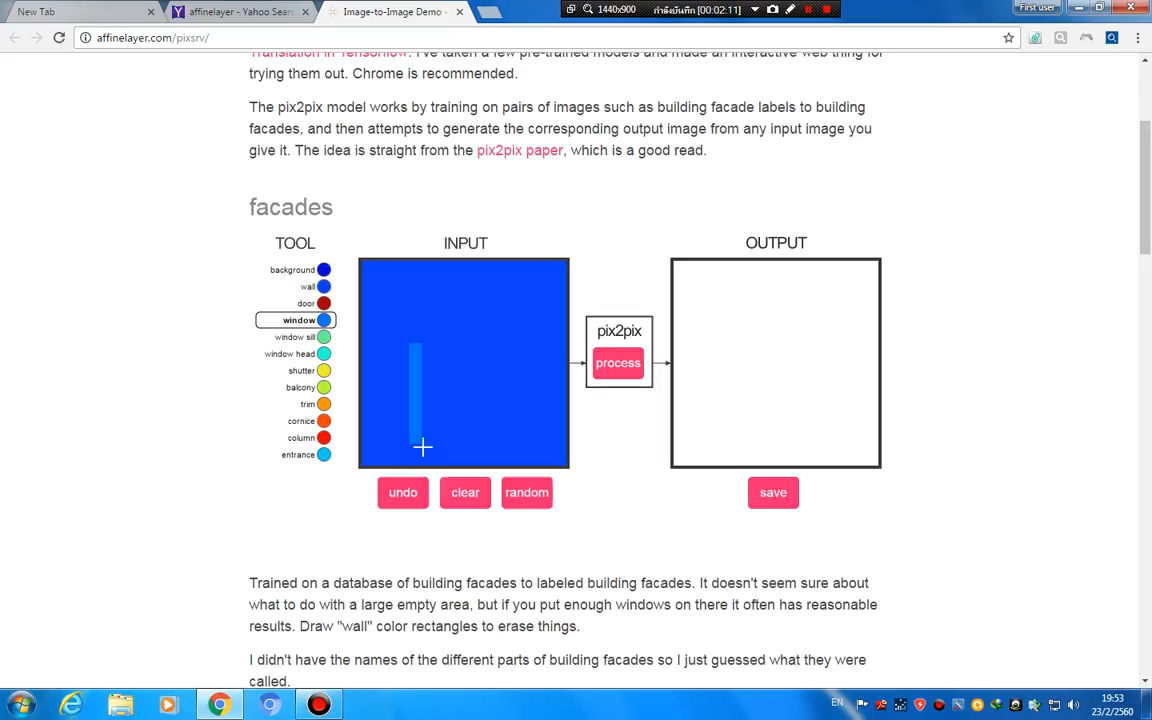 New Tab
affinelayer - Yahoo Sear
Image-to-Image Demo -
1440x900
กำลังบันทึก [00:02:11]
First user
affinelayer.com/pixsrv/
Translation in Tensorflow. I've taken a few pre-trained models and made an interactive web thing for
trying them out. Chrome is recommended.
The pix2pix model works by training on pairs of images such as building facade labels to building
facades, and then attempts to generate the corresponding output image from any input image you
give it. The idea is straight from the pix2pix paper, which is a good read.
facades
TOOL
INPUT
OUTPUT
background
wall
door
window
window sill
window head
shutter
balcony
trim
cornice
column
entrance
pix2pix
process
undo
clear
random
save
Trained on a database of building facades to labeled building facades. It doesn't seem sure about
what to do with a large empty area, but if you put enough windows on there it often has reasonable
results. Draw "wall" color rectangles to erase things.
I didn't have the names of the different parts of building facades so I just guessed what they were
called.
EN
19:53
23/2/2560